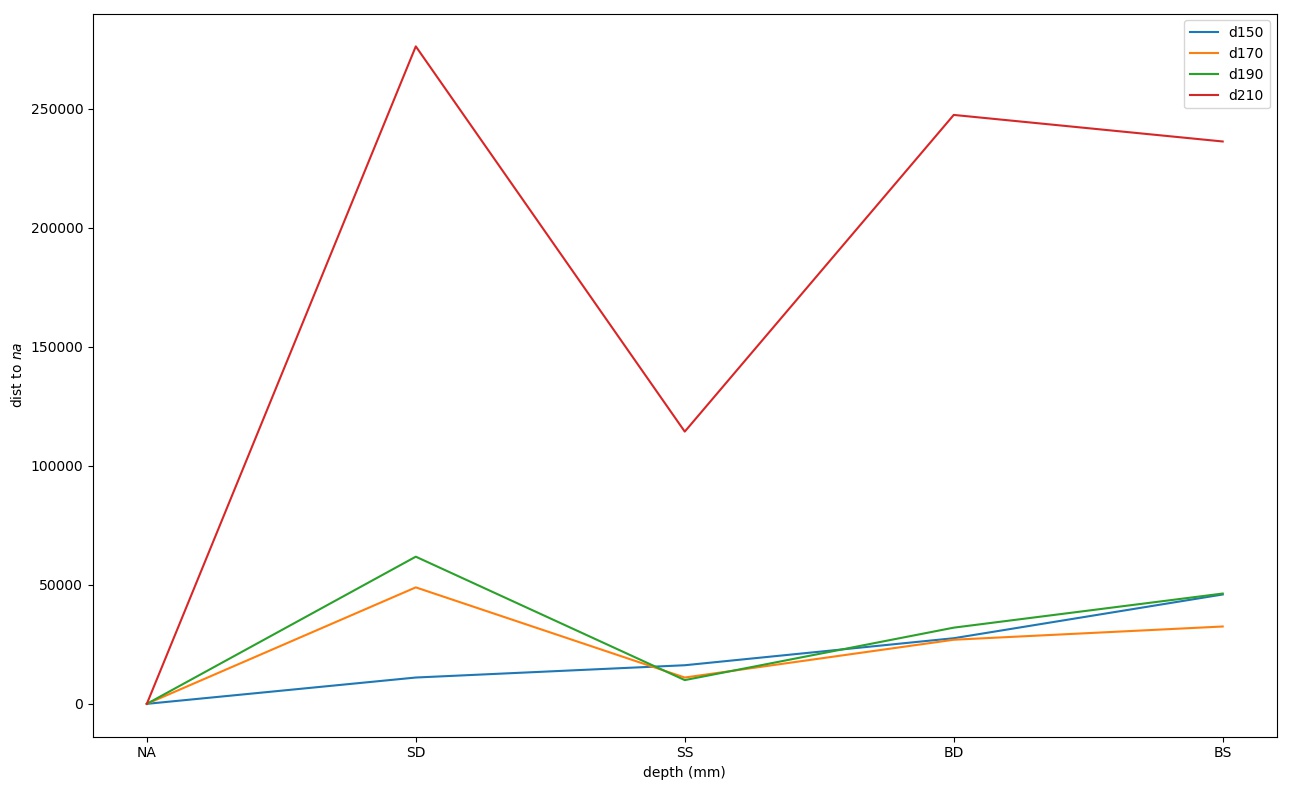 d150
d170
d190
d210
250000
200000
150000
100000
50000
0
dist to na
NA SD SS BD BS
depth (mm)